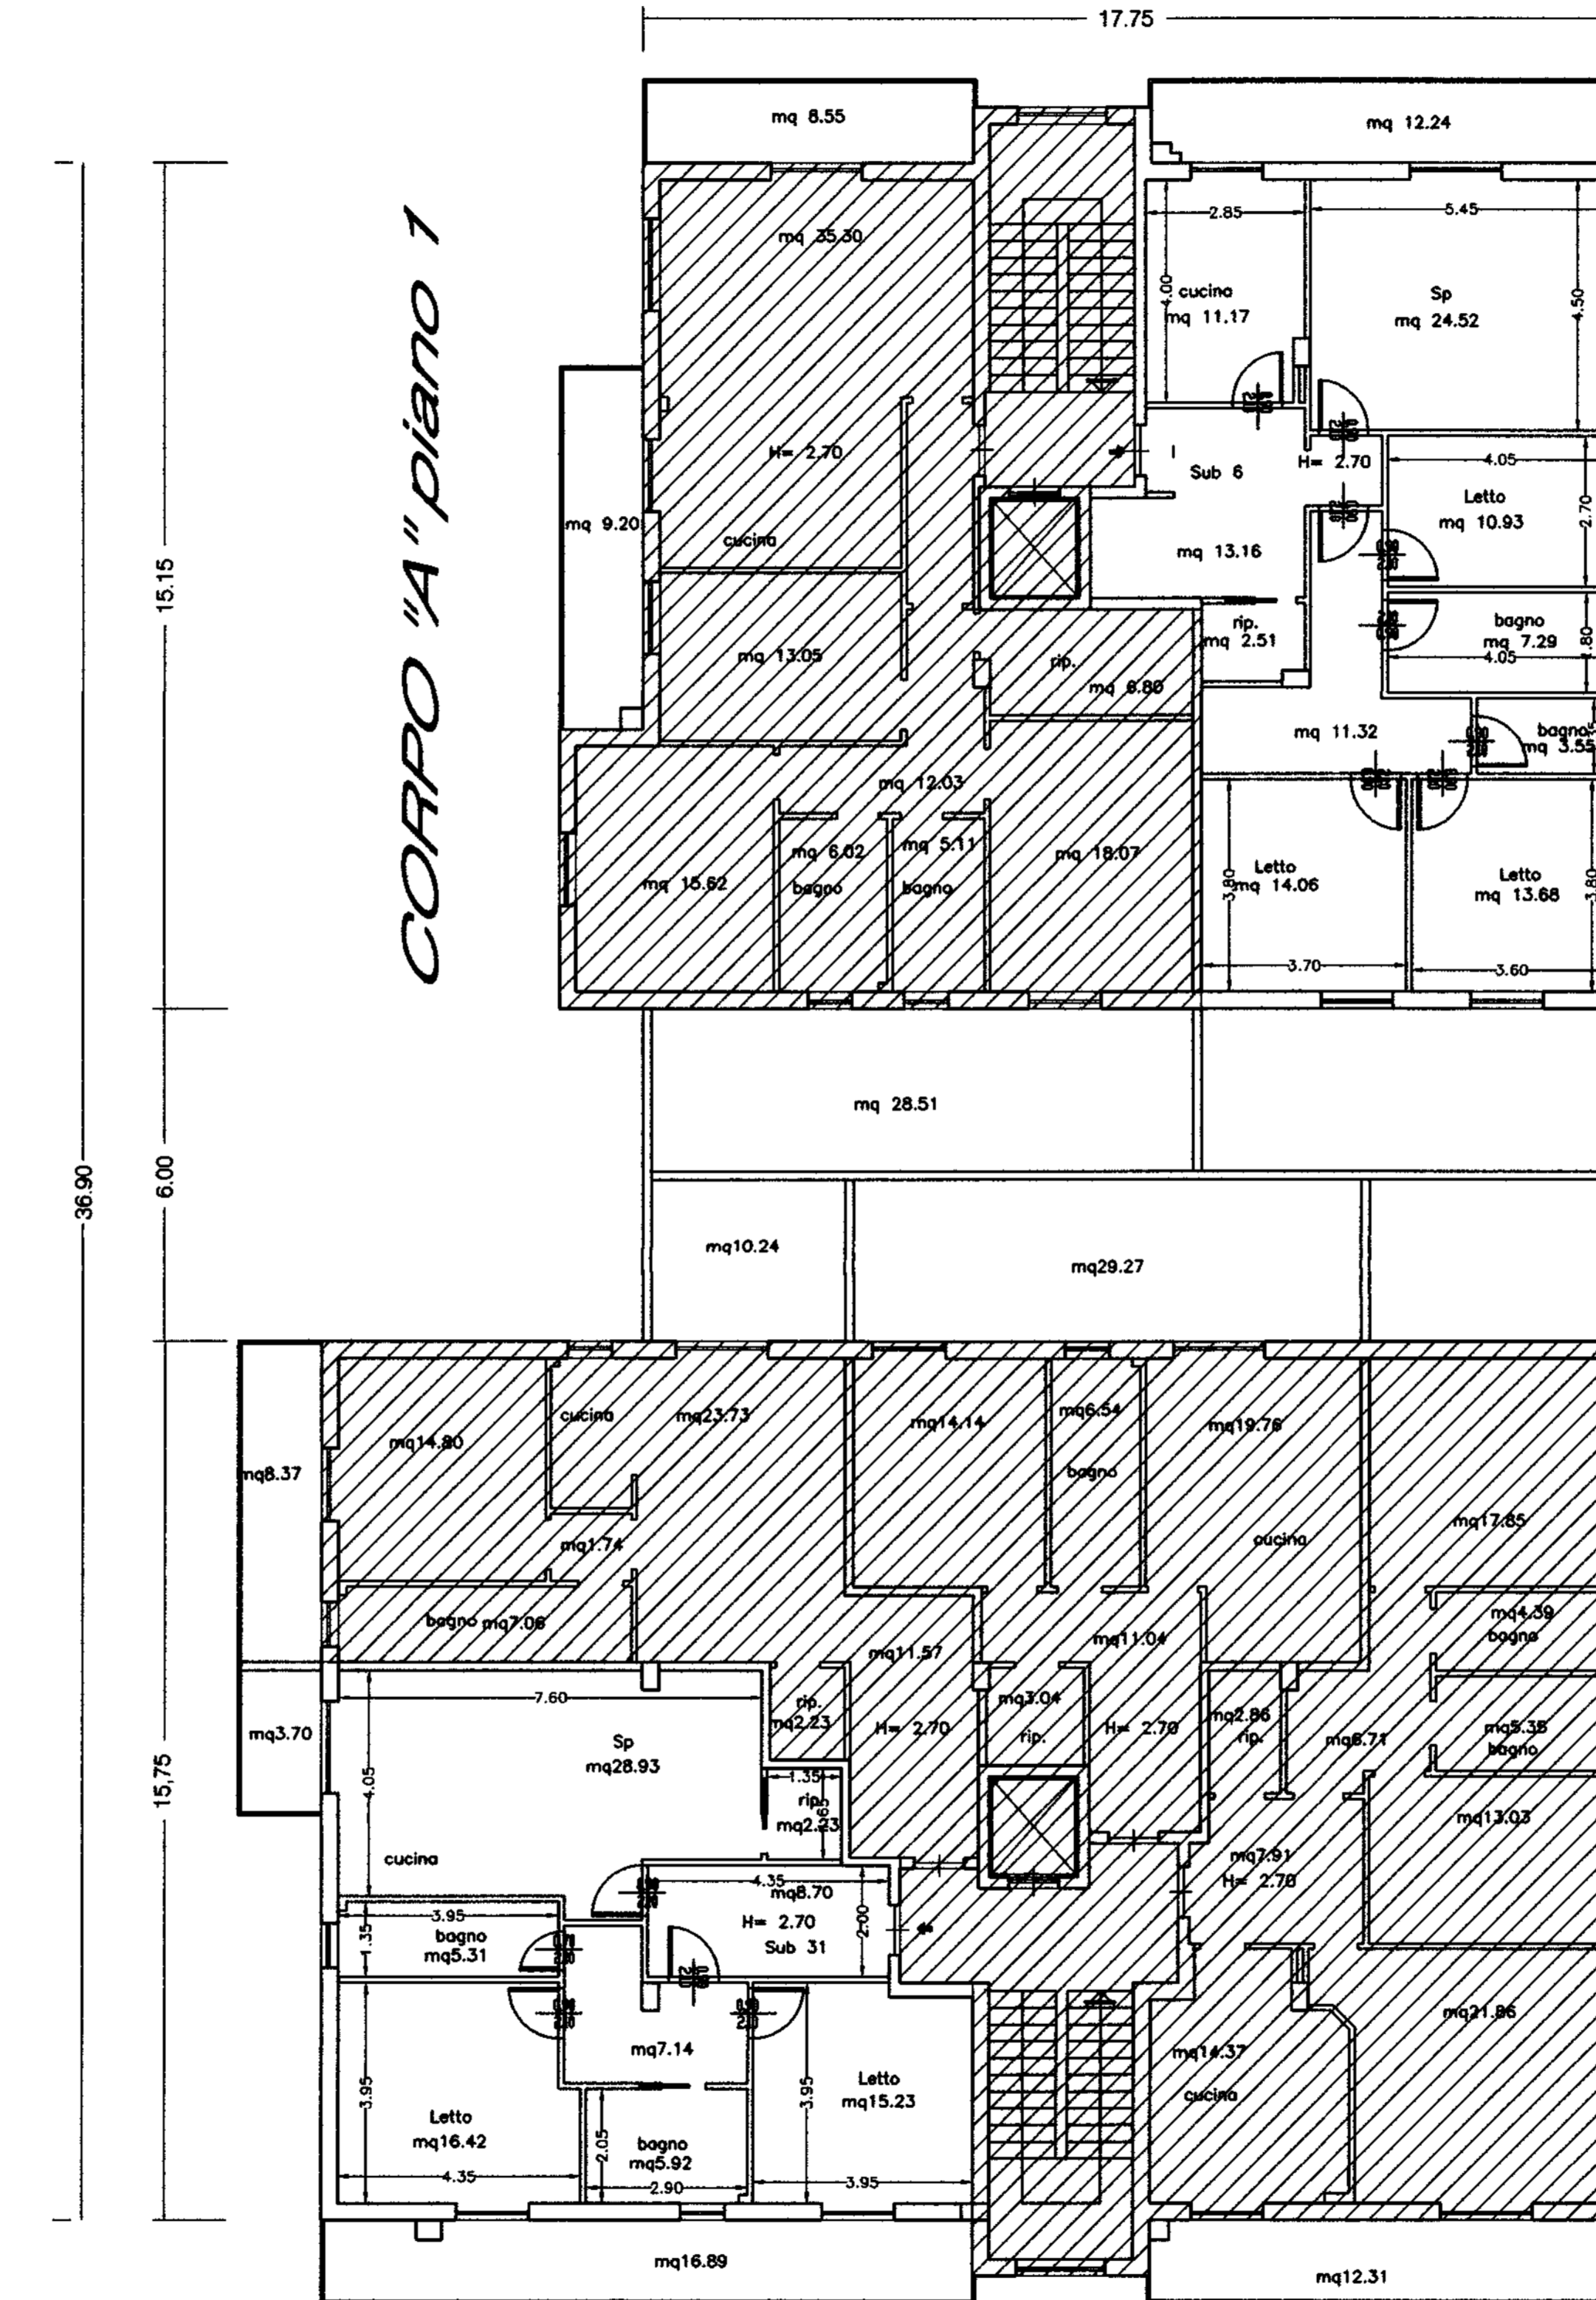 17.75
mq 8.55
mq 12.24
CORPO "A" piano 1
36.90
15.15
6.00
15,75
mq 35.30
H= 2.70
cucina
mq 9.20
mq 13.05
mq 12.03
mq 15.62
mq 6.02
bagno
mq 5.11
bagno
mq 18.07
rip.
mq 6.80
2.85
4.00
cucina
mq 11.17
5.45
Sp
mq 24.52
4.50
Sub 6
H= 2.70
4.05
Letto
mq 10.93
2.70
mq 13.16
rip.
mq 2.51
bagno
mq 7.29
4.05
mq 11.32
bagno
mq 3.55
3.80
Letto
mq 14.06
3.70
Letto
mq 13.68
3.80
3.60
mq 28.51
mq10.24
mq29.27
mq8.37
mq14.80
cucina
mq23.73
mq1.74
bagno mq7.06
mq14.14
mq6.54
bagno
mq19.76
cucina
mq17.85
mq11.57
H= 2.70
mq11.04
H= 2.70
rip.
mq2.23
mq3.04
rip.
mq2.86
rip.
mq6.71
mq4.39
bagno
mq5.35
bagno
mq13.03
mq7.91
H= 2.70
mq14.37
cucina
mq21.86
mq3.70
7.60
4.05
Sp
mq28.93
cucina
1.35
rip.
mq2.23
4.35
mq8.70
H= 2.70
Sub 31
2.00
3.95
1.35
bagno
mq5.31
mq7.14
3.95
Letto
mq16.42
4.35
2.05
bagno
mq5.92
2.90
3.95
Letto
mq15.23
3.95
mq16.89
mq12.31